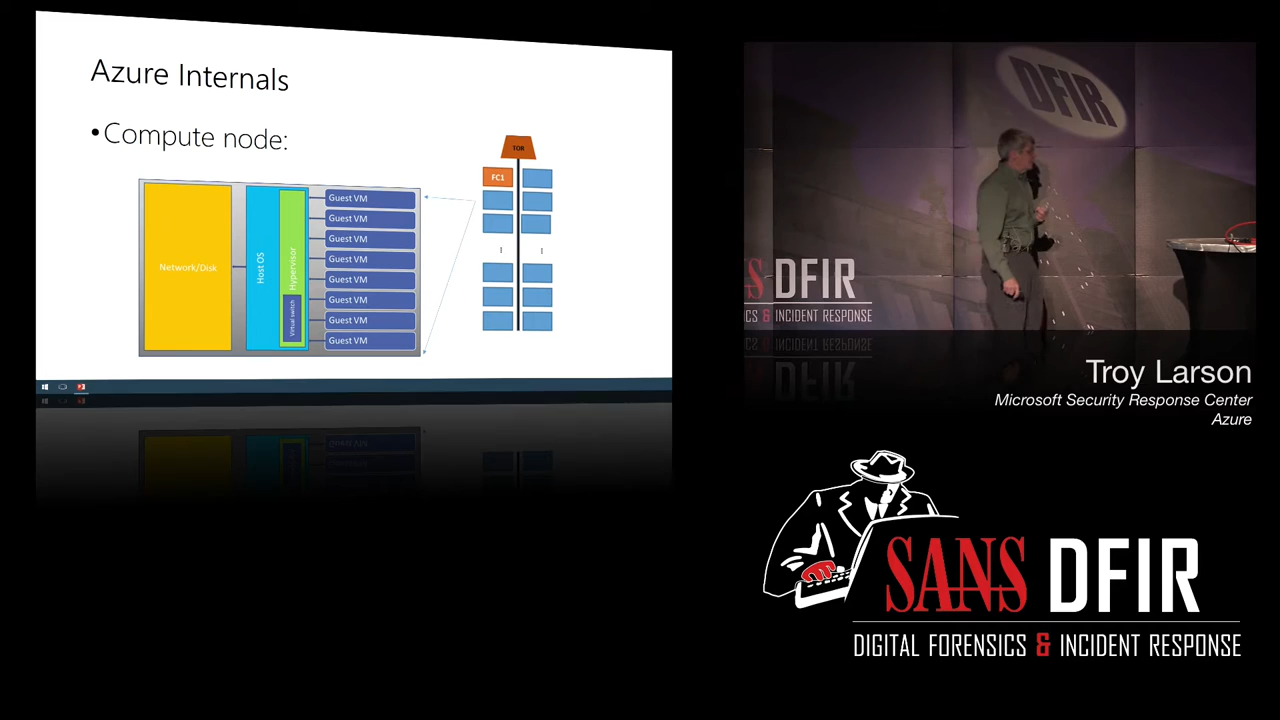 Azure Internals
•Compute node:
TOR
FC1
Network/Disk
Host OS
Hypervisor
Virtual switch
Guest VM
Guest VM
Guest VM
Guest VM
Guest VM
Guest VM
Guest VM
Guest VM
DFIR
S DFIR
CS & INCIDENT RESPONSE
Troy Larson
Microsoft Security Response Center
Azure
SANS DFIR
DIGITAL FORENSICS & INCIDENT RESPONSE